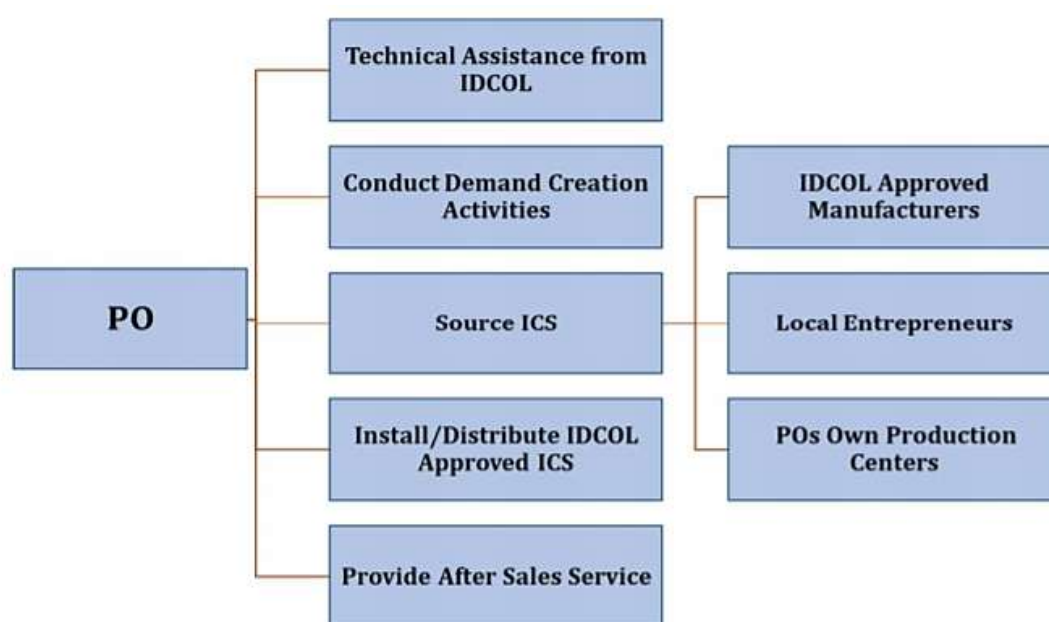 PO
Technical Assistance from
IDCOL
Conduct Demand Creation
Activities
Source ICS
Install/Distribute IDCOL
Approved ICS
Provide After Sales Service
IDCOL Approved
Manufacturers
Local Entrepreneurs
POs Own Production
Centers